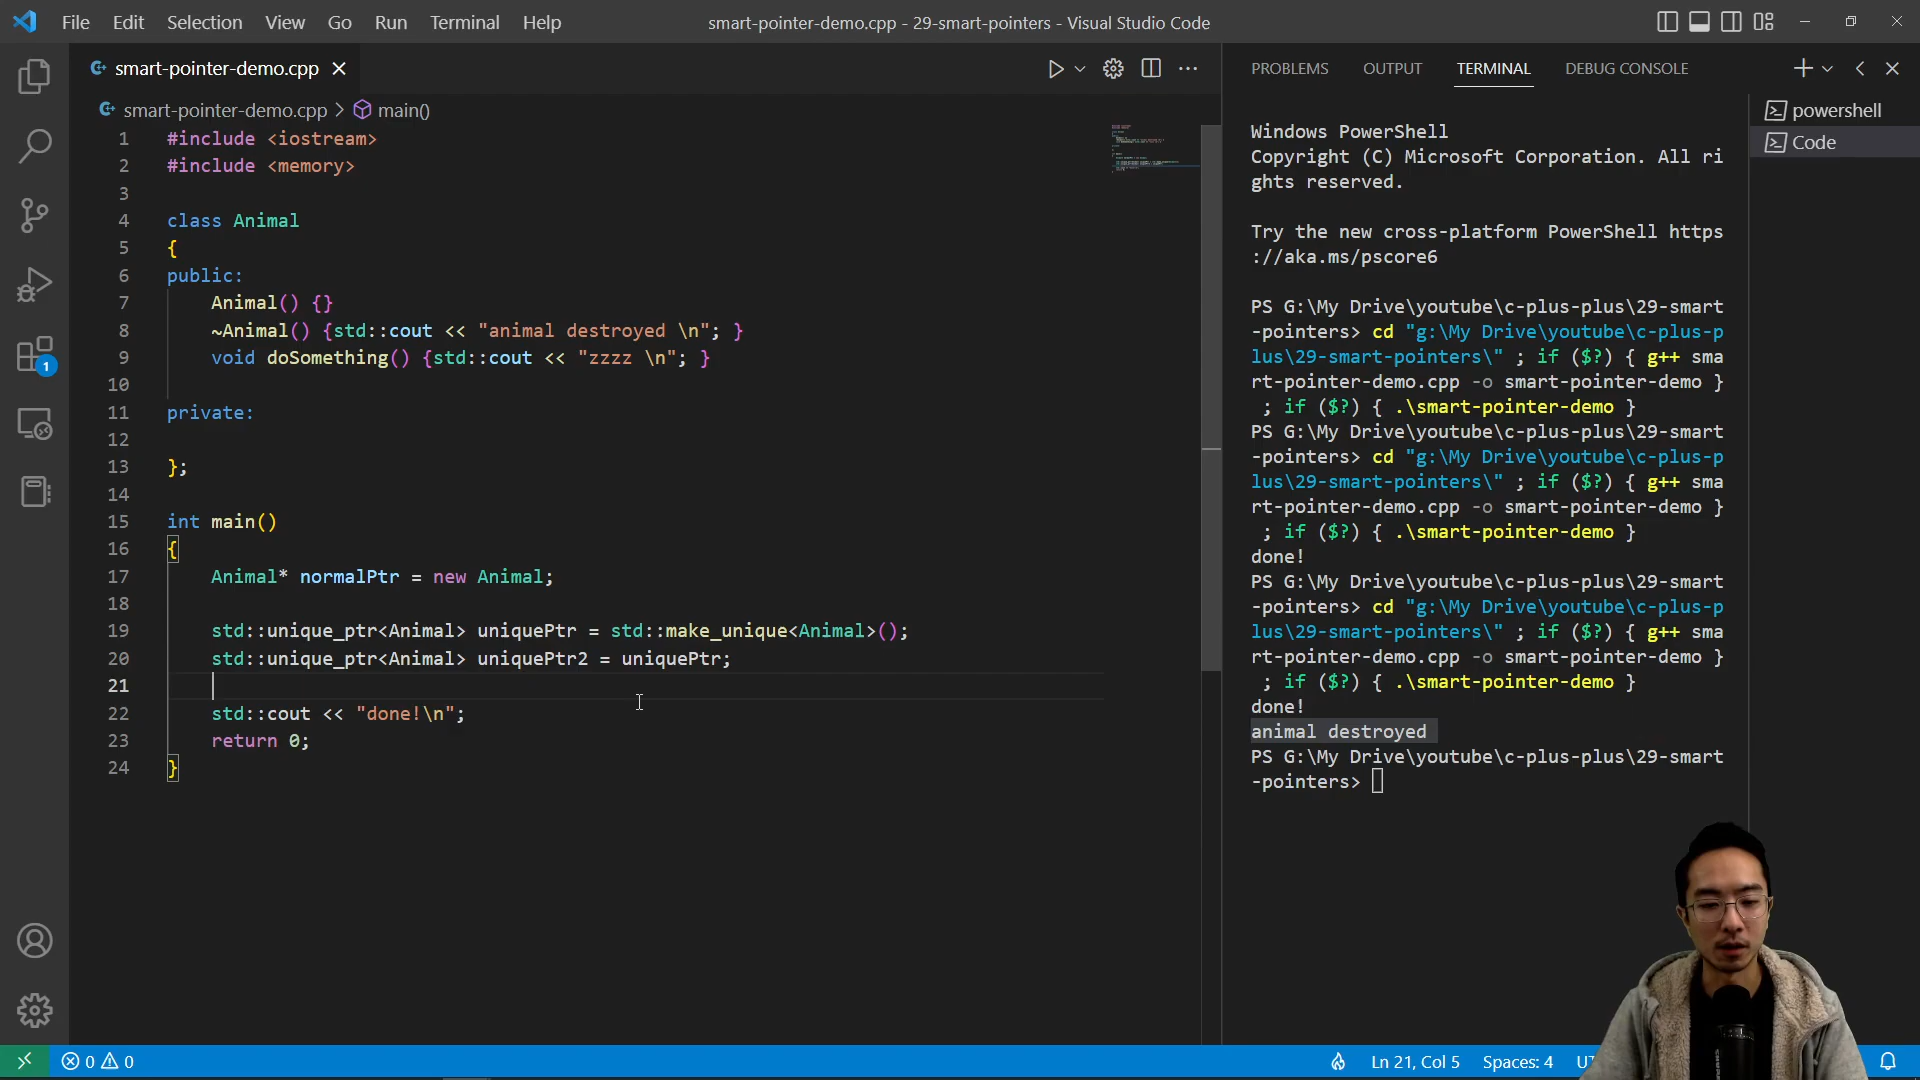 File Edit Selection View Go Run Terminal Help
smart-pointer-demo.cpp - 29-smart-pointers - Visual Studio Code
smart-pointer-demo.cpp
smart-pointer-demo.cpp > main()
1 #include <iostream>
2 #include <memory>
3
4 class Animal
5 {
6 public:
7 Animal() {}
8 ~Animal() {std::cout << "animal destroyed \n"; }
9 void doSomething() {std::cout << "zzzz \n"; }
10
11 private:
12
13 };
14
15 int main()
16 {
17 Animal* normalPtr = new Animal;
18
19 std::unique_ptr<Animal> uniquePtr = std::make_unique<Animal>();
20 std::unique_ptr<Animal> uniquePtr2 = uniquePtr;
21
22 std::cout << "done!\n";
23 return 0;
24 }
PROBLEMS OUTPUT TERMINAL DEBUG CONSOLE
powershell
Code
Windows PowerShell
Copyright (C) Microsoft Corporation. All ri
ghts reserved.
Try the new cross-platform PowerShell https
://aka.ms/pscore6
PS G:\My Drive\youtube\c-plus-plus\29-smart
-pointers> cd "g:\My Drive\youtube\c-plus-p
lus\29-smart-pointers\" ; if ($?) { g++ sma
rt-pointer-demo.cpp -o smart-pointer-demo }
; if ($?) { .\smart-pointer-demo }
PS G:\My Drive\youtube\c-plus-plus\29-smart
-pointers> cd "g:\My Drive\youtube\c-plus-p
lus\29-smart-pointers\" ; if ($?) { g++ sma
rt-pointer-demo.cpp -o smart-pointer-demo }
; if ($?) { .\smart-pointer-demo }
done!
PS G:\My Drive\youtube\c-plus-plus\29-smart
-pointers> cd "g:\My Drive\youtube\c-plus-p
lus\29-smart-pointers\" ; if ($?) { g++ sma
rt-pointer-demo.cpp -o smart-pointer-demo }
; if ($?) { .\smart-pointer-demo }
done!
animal destroyed
PS G:\My Drive\youtube\c-plus-plus\29-smart
-pointers>
1
0 0
Ln 21, Col 5 Spaces: 4